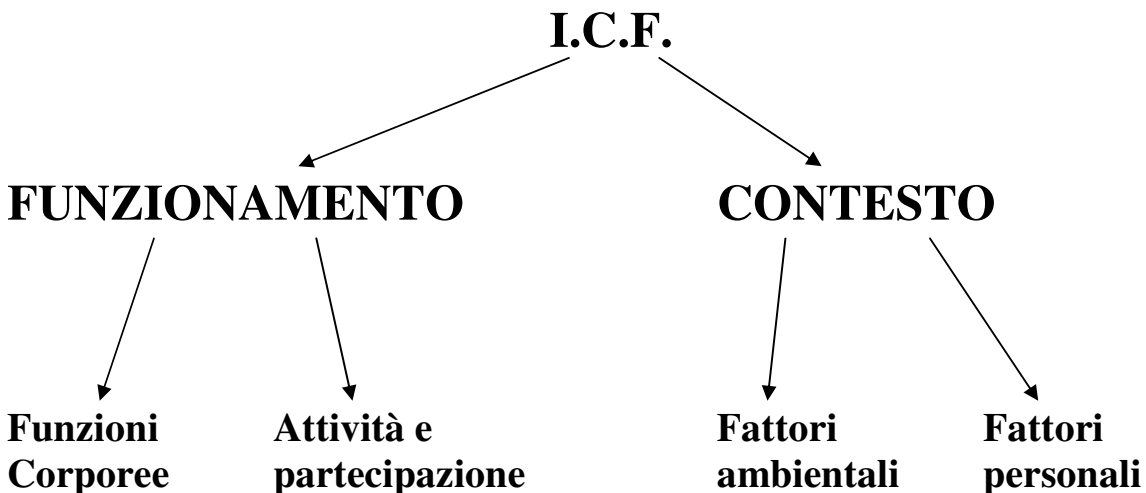 I.C.F.
FUNZIONAMENTO CONTESTO
Funzioni Attività e Fattori Fattori
Corporee partecipazione ambientali personali